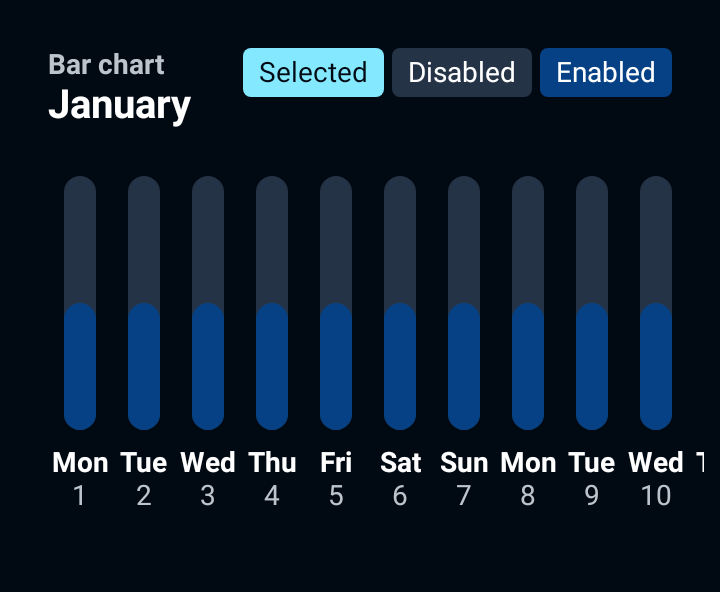 Bar chart
January
Selected Disabled Enabled
Mon Tue Wed Thu Fri Sat Sun Mon Tue Wed
1 2 3 4 5 6 7 8 9 10